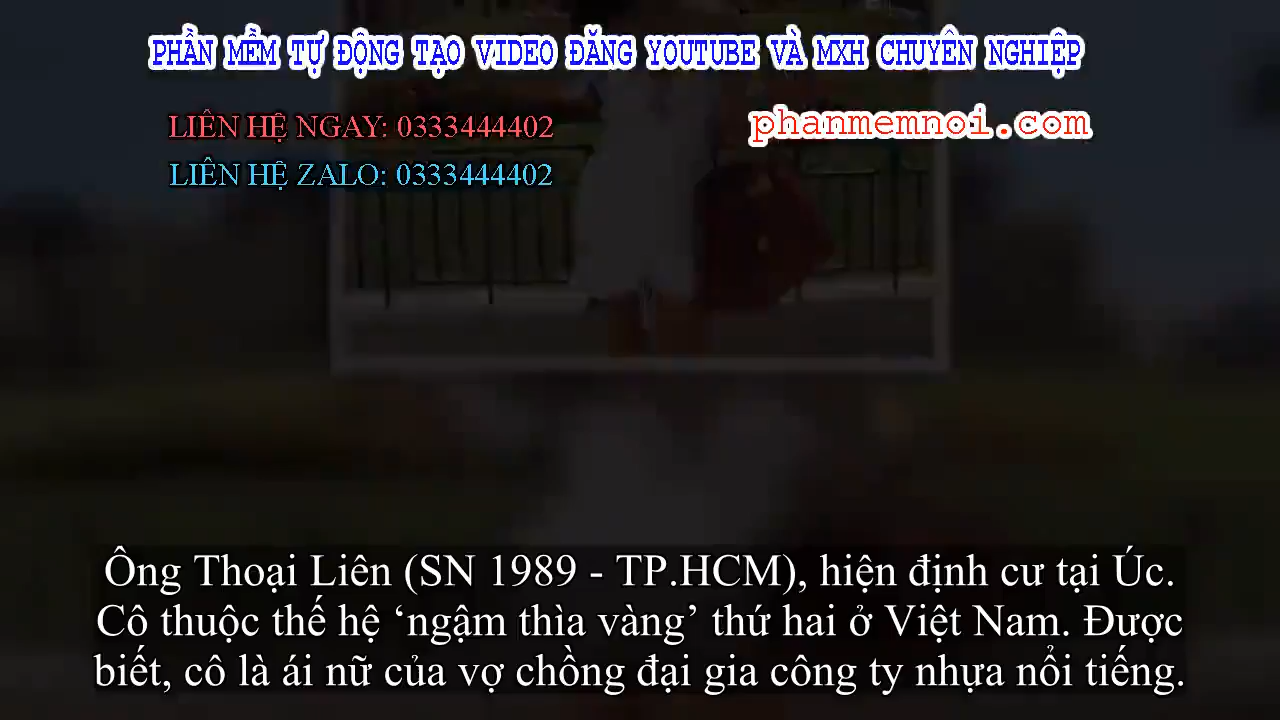 PHẦN MỀM TỰ ĐỘNG TẠO VIDEO ĐĂNG YOUTUBE VÀ MXH CHUYÊN NGHIỆP
LIÊN HỆ NGAY: 0333444402
phanmemnoi.com
LIÊN HỆ ZALO: 0333444402
Ông Thoại Liên (SN 1989 - TP.HCM), hiện định cư tại Úc.
Cô thuộc thế hệ ‘ngậm thìa vàng’ thứ hai ở Việt Nam. Được
biết, cô là ái nữ của vợ chồng đại gia công ty nhựa nổi tiếng.